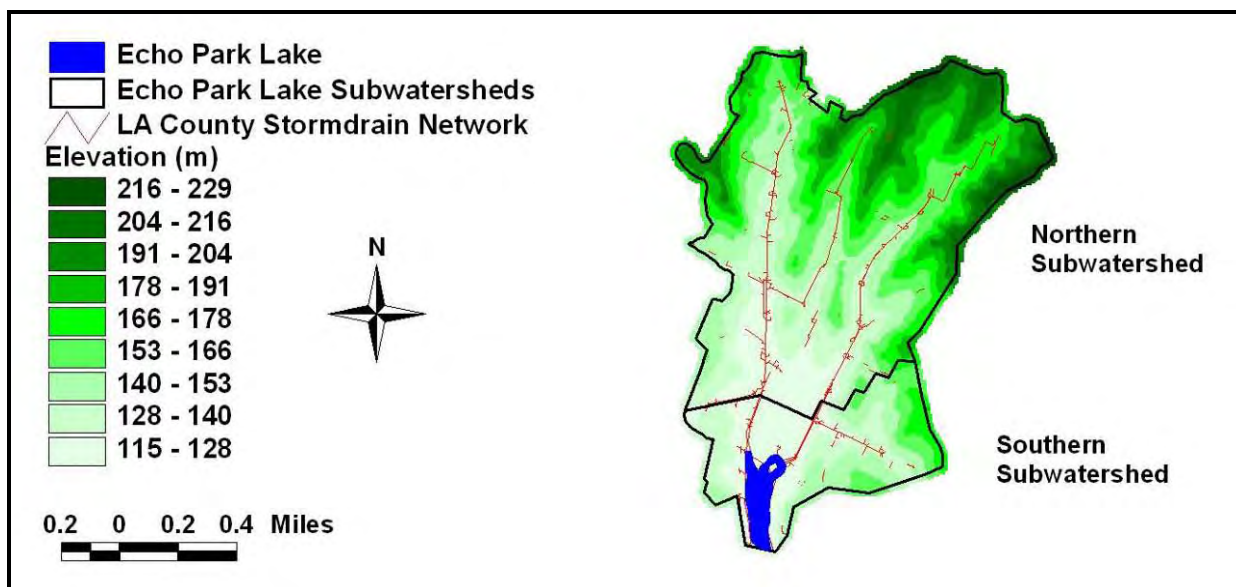 Echo Park Lake
Echo Park Lake Subwatersheds
LA County Stormdrain Network
Elevation (m)
216 - 229
204 - 216
191 - 204
178 - 191
166 - 178
153 - 166
140 - 153
128 - 140
115 - 128
N
0.2 0 0.2 0.4 Miles
Northern
Subwatershed
Southern
Subwatershed